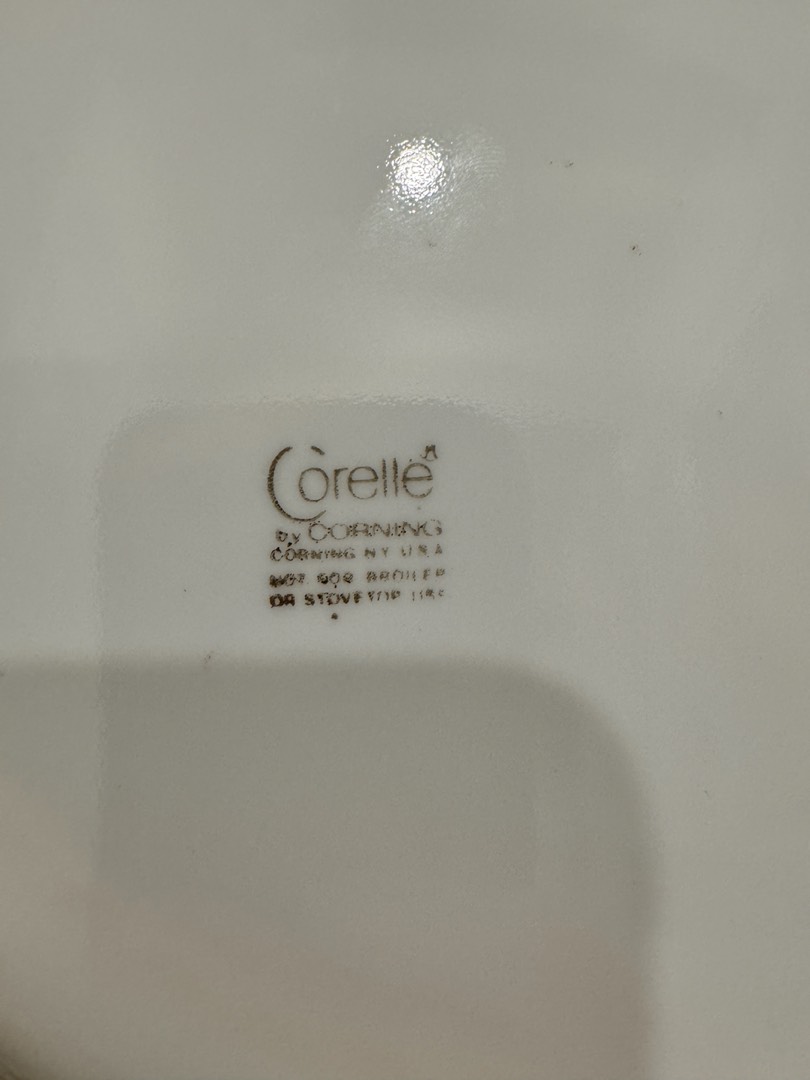 Corelle
by CORNING
CORNING NY USA
NOT FOR BROILER
OR STOVETOP USE